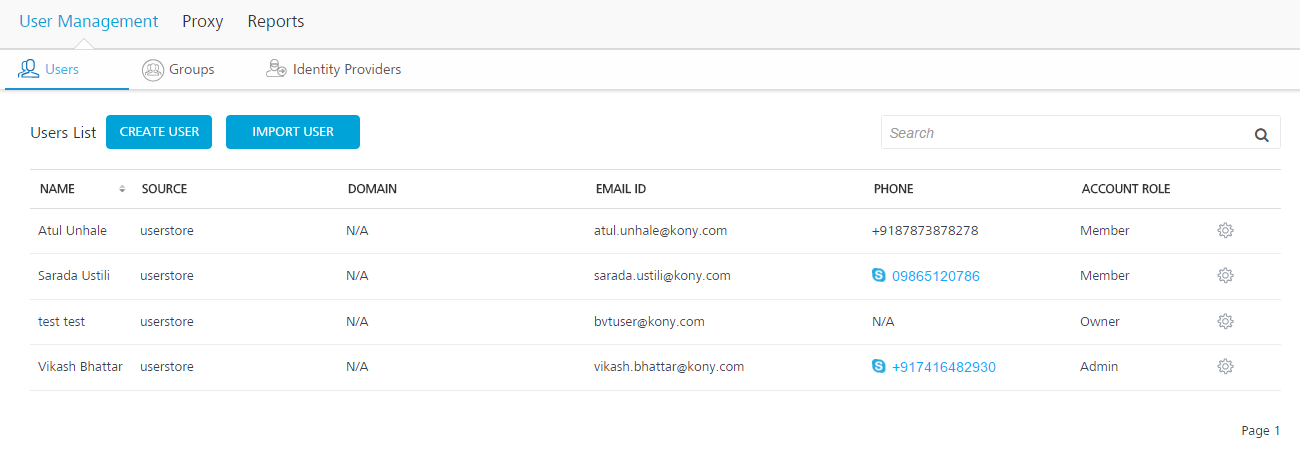 User Management Proxy Reports
Users Groups Identity Providers
Users List CREATE USER IMPORT USER Search
NAME SOURCE DOMAIN EMAIL ID PHONE ACCOUNT ROLE
Atul Unhale userstore N/A atul.unhale@kony.com +9187873878278 Member
Sarada Ustili userstore N/A sarada.ustili@kony.com 09865120786 Member
test test userstore N/A bvtuser@kony.com N/A Owner
Vikash Bhattar userstore N/A vikash.bhattar@kony.com +917416482930 Admin
Page 1